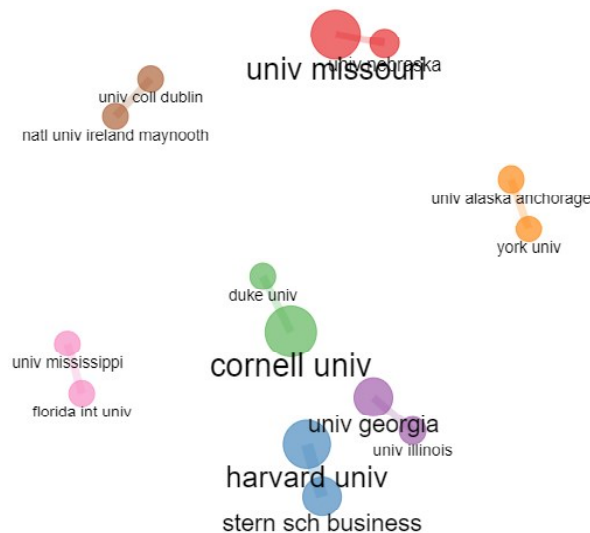 univ missouri
univ nebraska
univ coll dublin
natl univ ireland maynooth
univ alaska anchorage
york univ
duke univ
cornell univ
univ mississippi
florida int univ
univ georgia
univ illinois
harvard univ
stern sch business